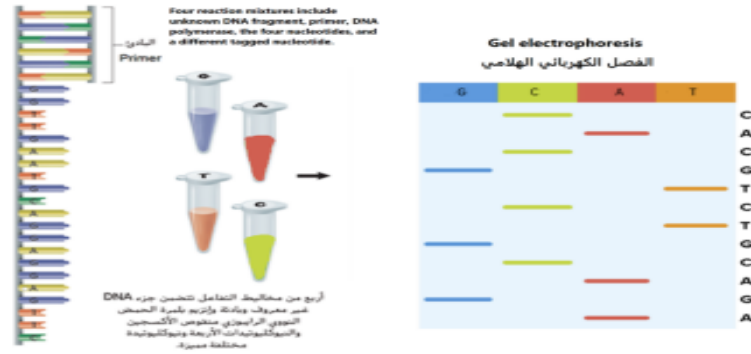 Four reaction mixtures include
unknown DNA fragment, primer, DNA
polymerase, the four nucleotides, and
a different tagged nucleotide.
البادئ
Primer
G
G
T
T
G
A
A
T
G
C
A
G
G
A
G
G
A
G
T
T
C
G
A
T
C
أربع من مخاليط التفاعل تتضمن جزء DNA
غير معروف وبادئة وإنزيم بلمرة الحمض
النووي الرايبوزي منقوص الأكسجين
والنيوكليوتيدات الأربعة ونيوكليوتيدة
مختلفة مميزة.
Gel electrophoresis
الفصل الكهربائي الهلامي
G C A T
C
A
C
G
T
C
T
G
C
A
G
A